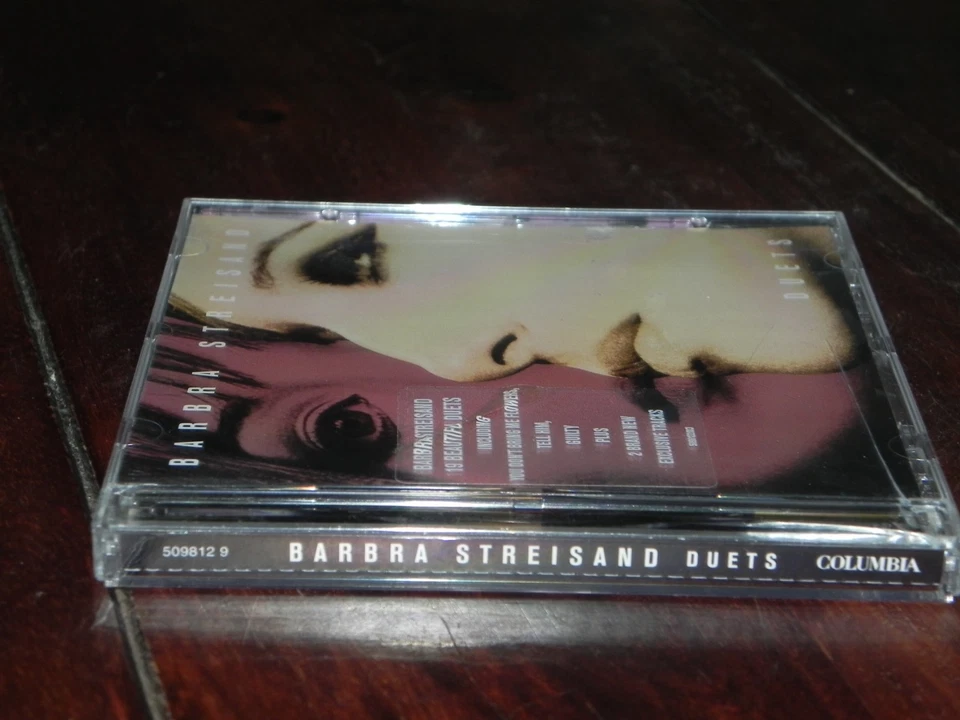 BARBRA STREISAND
DUETS
BARBRA STREISAND
19 BEAUTIFUL DUETS
INCLUDING
YOU DON'T BRING ME FLOWERS,
TELL HIM,
GUILTY
PLUS
2 BRAND NEW
EXCLUSIVE TRACKS
509812 9 BARBRA STREISAND DUETS COLUMBIA